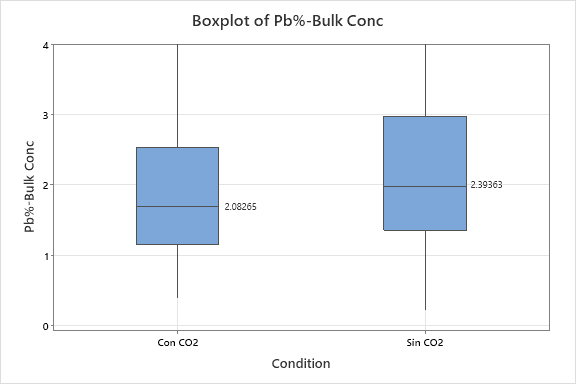 Boxplot of Pb%-Bulk Conc
4
3
2
1
0
Pb%-Bulk Conc
2.08265
2.39363
Con CO2
Sin CO2
Condition